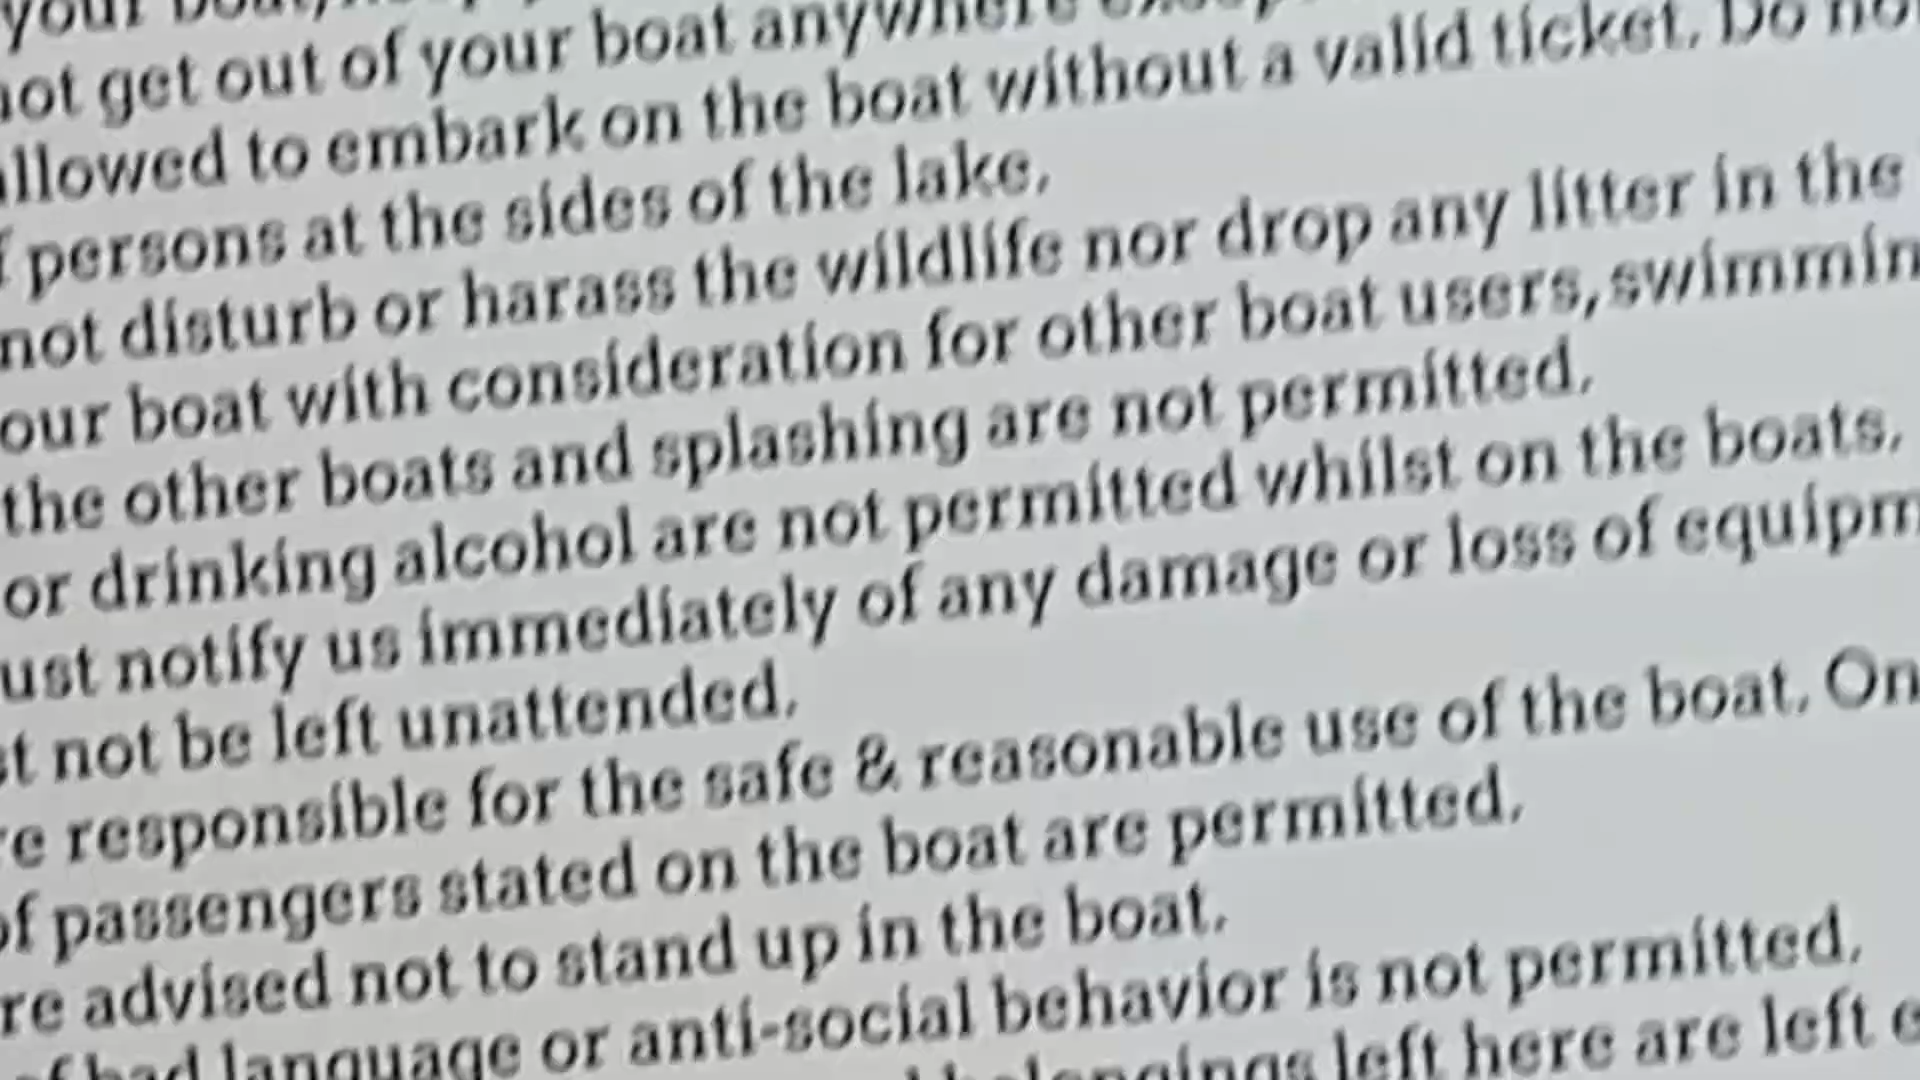 your boat,
not get out of your boat anywhere except
allowed to embark on the boat without a valid ticket. Do not
f persons at the sides of the lake.
not disturb or harass the wildlife nor drop any litter in the
our boat with consideration for other boat users, swimmin
the other boats and splashing are not permitted.
or drinking alcohol are not permitted whilst on the boats.
ust notify us immediately of any damage or loss of equipm
st not be left unattended.
re responsible for the safe & reasonable use of the boat. On
of passengers stated on the boat are permitted.
re advised not to stand up in the boat.
of bad language or anti-social behavior is not permitted.
belongings left here are left